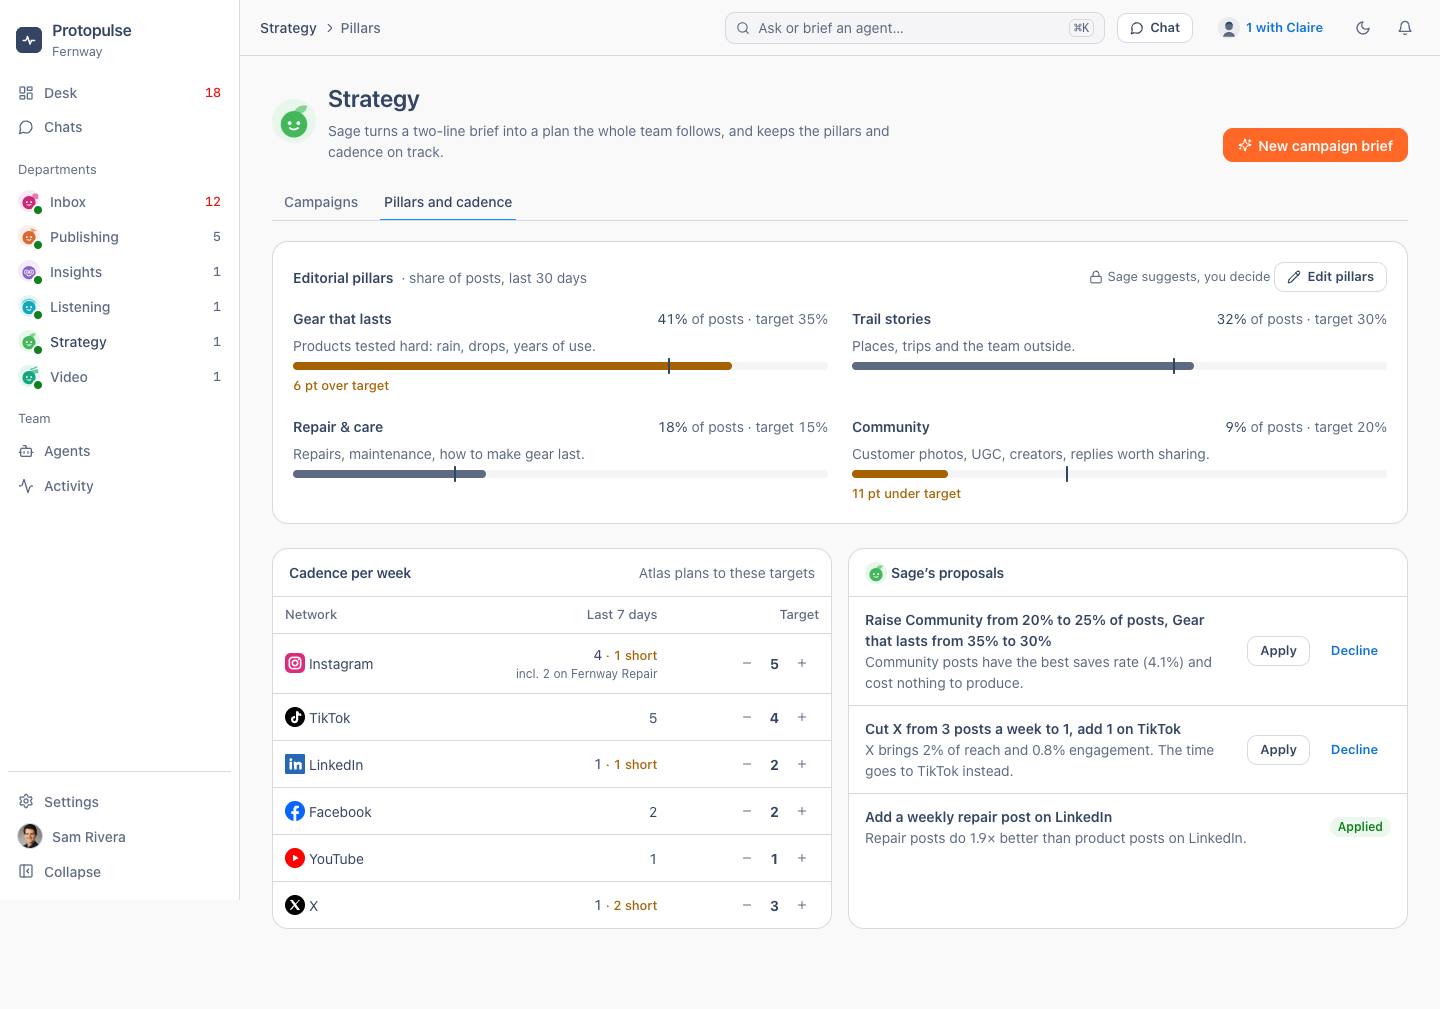 Protopulse
Fernway
Desk 18
Chats
Departments
Inbox 12
Publishing 5
Insights 1
Listening 1
Strategy 1
Video 1
Team
Agents
Activity
Settings
Sam Rivera
Collapse
Strategy > Pillars
Ask or brief an agent... ⌘K
Chat
1 with Claire
Strategy
Sage turns a two-line brief into a plan the whole team follows, and keeps the pillars and
cadence on track.
New campaign brief
Campaigns
Pillars and cadence
Editorial pillars · share of posts, last 30 days
Sage suggests, you decide
Edit pillars
Gear that lasts 41% of posts · target 35%
Products tested hard: rain, drops, years of use.
6 pt over target
Trail stories 32% of posts · target 30%
Places, trips and the team outside.
Repair & care 18% of posts · target 15%
Repairs, maintenance, how to make gear last.
Community 9% of posts · target 20%
Customer photos, UGC, creators, replies worth sharing.
11 pt under target
Cadence per week Atlas plans to these targets
Network Last 7 days Target
Instagram 4 · 1 short − 5 +
incl. 2 on Fernway Repair
TikTok 5 − 4 +
LinkedIn 1 · 1 short − 2 +
Facebook 2 − 2 +
YouTube 1 − 1 +
X 1 · 2 short − 3 +
Sage's proposals
Raise Community from 20% to 25% of posts, Gear
that lasts from 35% to 30%
Community posts have the best saves rate (4.1%) and
cost nothing to produce.
Apply Decline
Cut X from 3 posts a week to 1, add 1 on TikTok
X brings 2% of reach and 0.8% engagement. The time
goes to TikTok instead.
Apply Decline
Add a weekly repair post on LinkedIn
Repair posts do 1.9× better than product posts on LinkedIn.
Applied